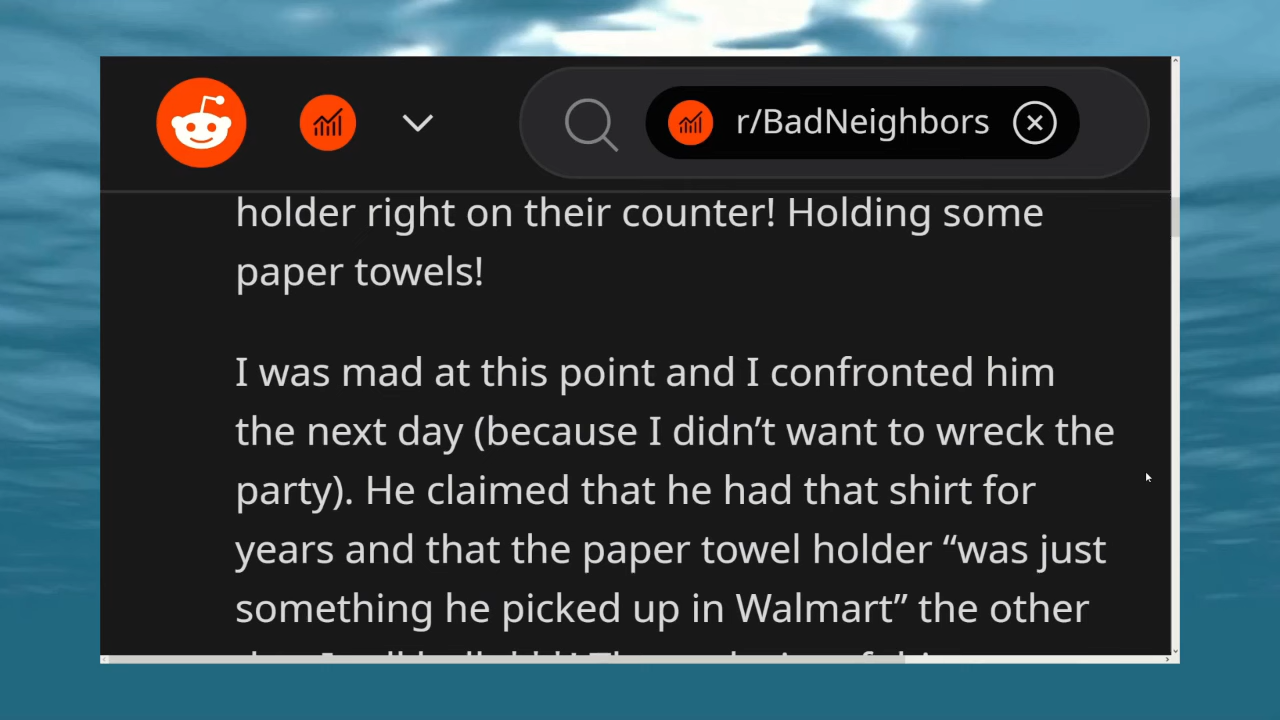 r/BadNeighbors
holder right on their counter! Holding some
paper towels!
I was mad at this point and I confronted him
the next day (because I didn’t want to wreck the
party). He claimed that he had that shirt for
years and that the paper towel holder “was just
something he picked up in Walmart” the other